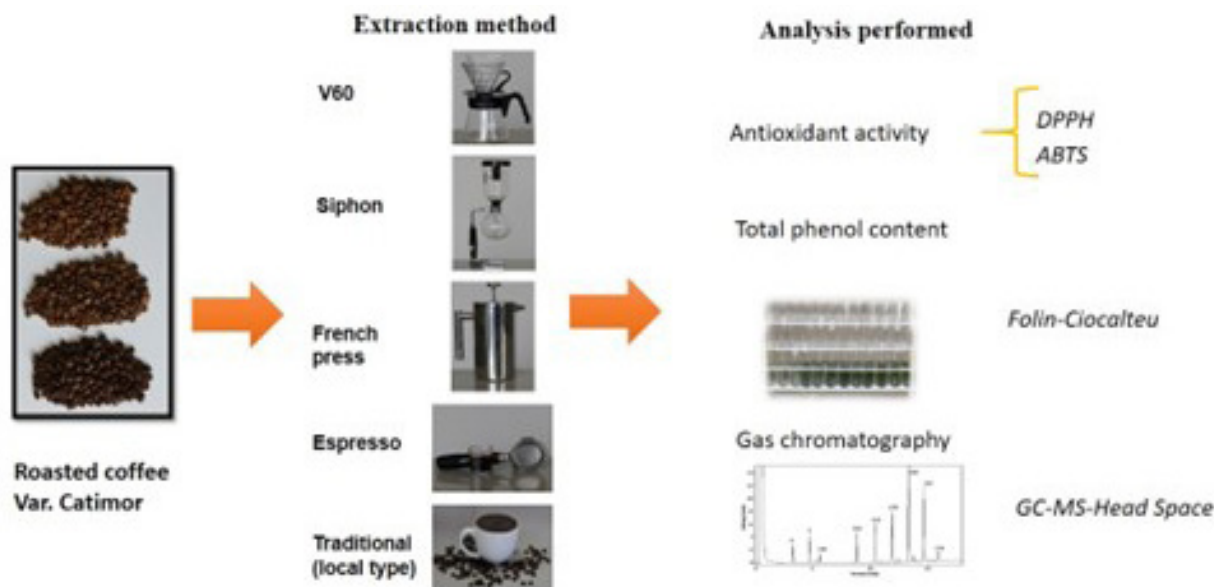 Extraction method
V60
Siphon
French
press
Espresso
Traditional
(local type)
Roasted coffee
Var. Catimor
Analysis performed
Antioxidant activity
DPPH
ABTS
Total phenol content
Folin-Ciocalteu
Gas chromatography
GC-MS-Head Space